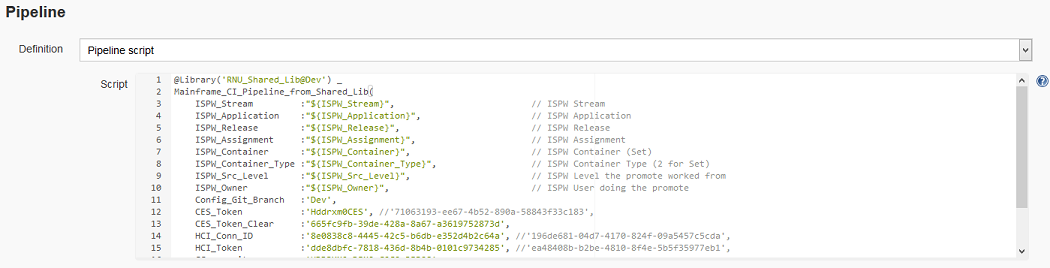 Pipeline
Definition Pipeline script
Script
1 @Library('RNU_Shared_Lib@Dev') _
2 Mainframe_CI_Pipeline_from_Shared_Lib(
3 ISPW_Stream :"${ISPW_Stream}", // ISPW Stream
4 ISPW_Application :"${ISPW_Application}", // ISPW Application
5 ISPW_Release :"${ISPW_Release}", // ISPW Release
6 ISPW_Assignment :"${ISPW_Assignment}", // ISPW Assignment
7 ISPW_Container :"${ISPW_Container}", // ISPW Container (Set)
8 ISPW_Container_Type :"${ISPW_Container_Type}", // ISPW Container Type (2 for Set)
9 ISPW_Src_Level :"${ISPW_Src_Level}", // ISPW Level the promote worked from
10 ISPW_Owner :"${ISPW_Owner}", // ISPW User doing the promote
11 Config_Git_Branch :'Dev',
12 CES_Token :'Hddrxm0CES', //'71063193-ee67-4b52-890a-58843f33c183',
13 CES_Token_Clear :'665fc9fb-39de-428a-8a67-a3619752873d',
14 HCI_Conn_ID :'8e0838c8-4445-42c5-b6db-e352d4b2c64a', //'196de681-04d7-4170-824f-09a5457c5cda',
15 HCI_Token :'dde8dbfc-7818-436d-8b4b-0101c9734285', //'ea48408b-b2be-4810-8f4e-5b5f35977eb1',